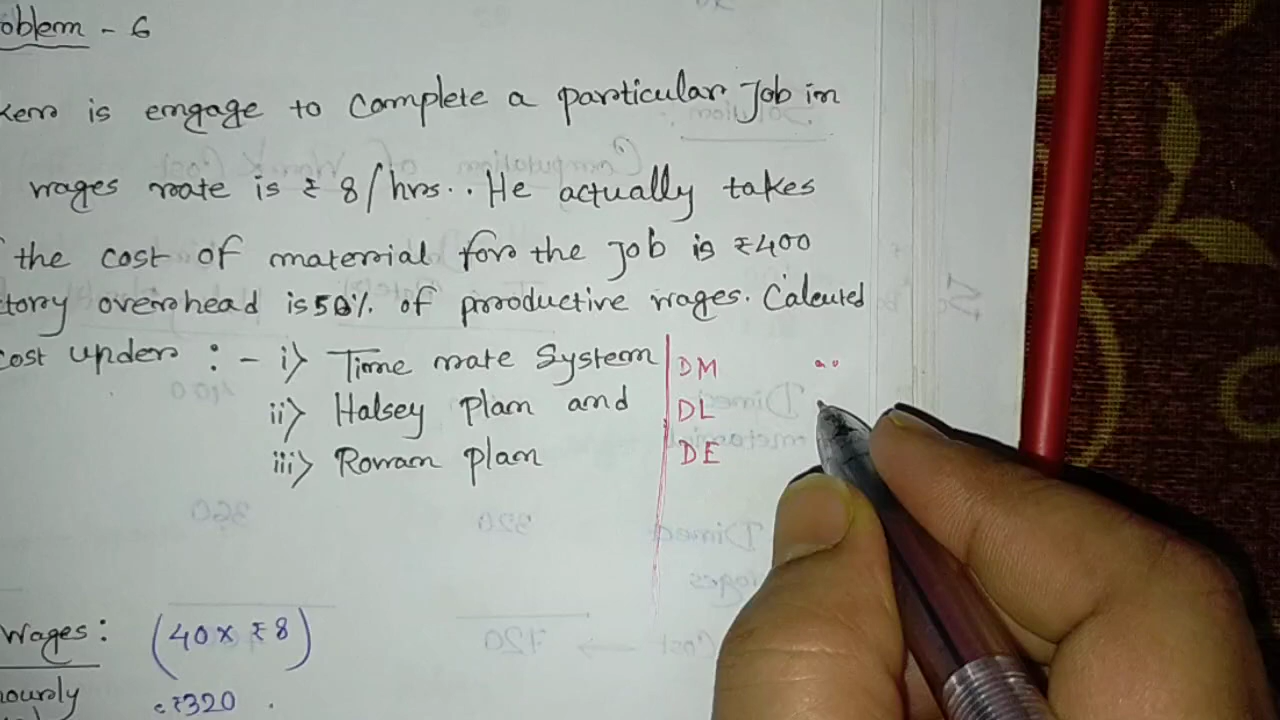 oblem - 6
kers is engage to complete a particular Job in
wages rate is ₹ 8/hrs.. He actually takes
the cost of material for the job is ₹400
tory overhead is 50% of productive wages. Calcuted
cost under : - i) Time rate System
ii) Halsey plan and
iii) Rowan plan
DM
DL
DE
Wages: (40 x ₹8)
hourly ₹320.